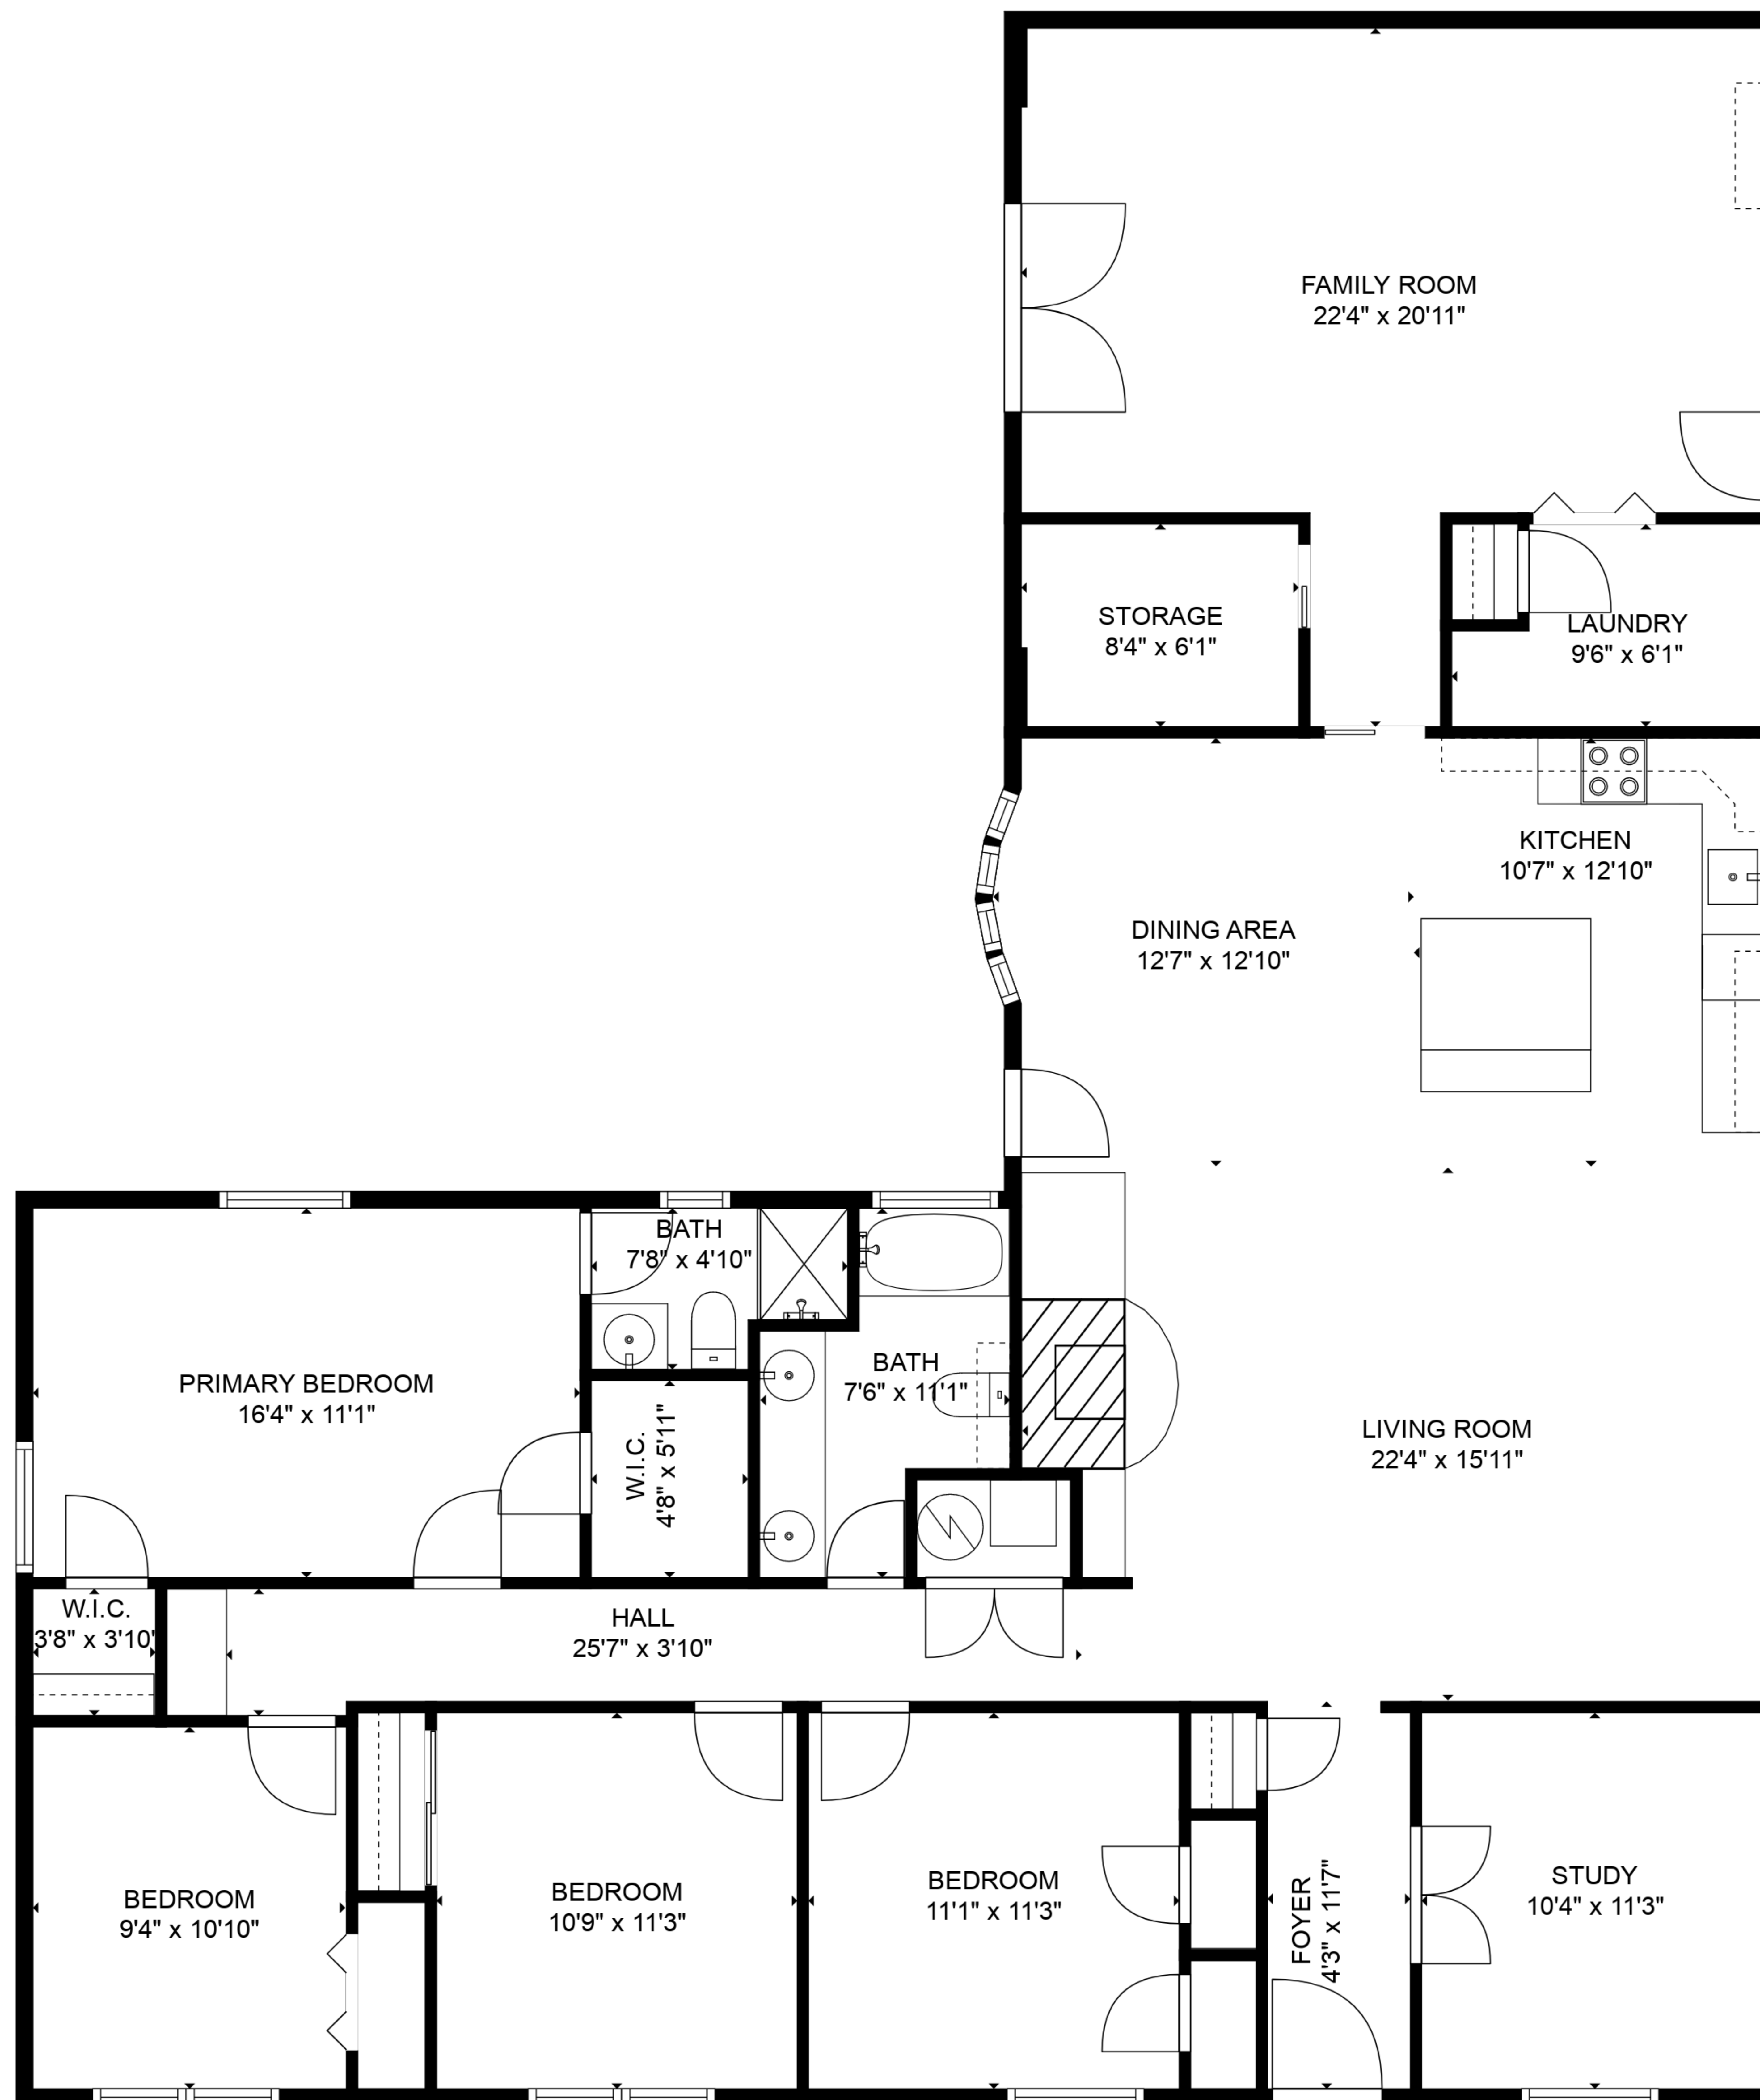 FAMILY ROOM
22'4" x 20'11"
STORAGE
8'4" x 6'1"
LAUNDRY
9'6" x 6'1"
KITCHEN
10'7" x 12'10"
DINING AREA
12'7" x 12'10"
BATH
7'8" x 4'10"
BATH
7'6" x 11'1"
PRIMARY BEDROOM
16'4" x 11'1"
W.I.C.
4'8" x 5'11"
LIVING ROOM
22'4" x 15'11"
W.I.C.
3'8" x 3'10'
HALL
25'7" x 3'10"
BEDROOM
9'4" x 10'10"
BEDROOM
10'9" x 11'3"
BEDROOM
11'1" x 11'3"
FOYER
4'3" x 11'7"
STUDY
10'4" x 11'3"